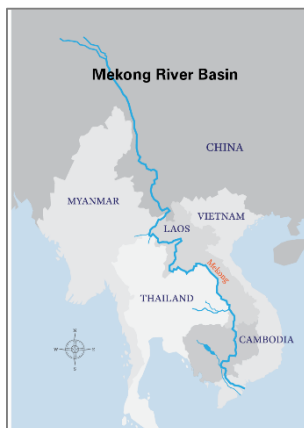 Mekong River Basin
CHINA
MYANMAR
VIETNAM
LAOS
Mekong
THAILAND
CAMBODIA
N
W
E
S